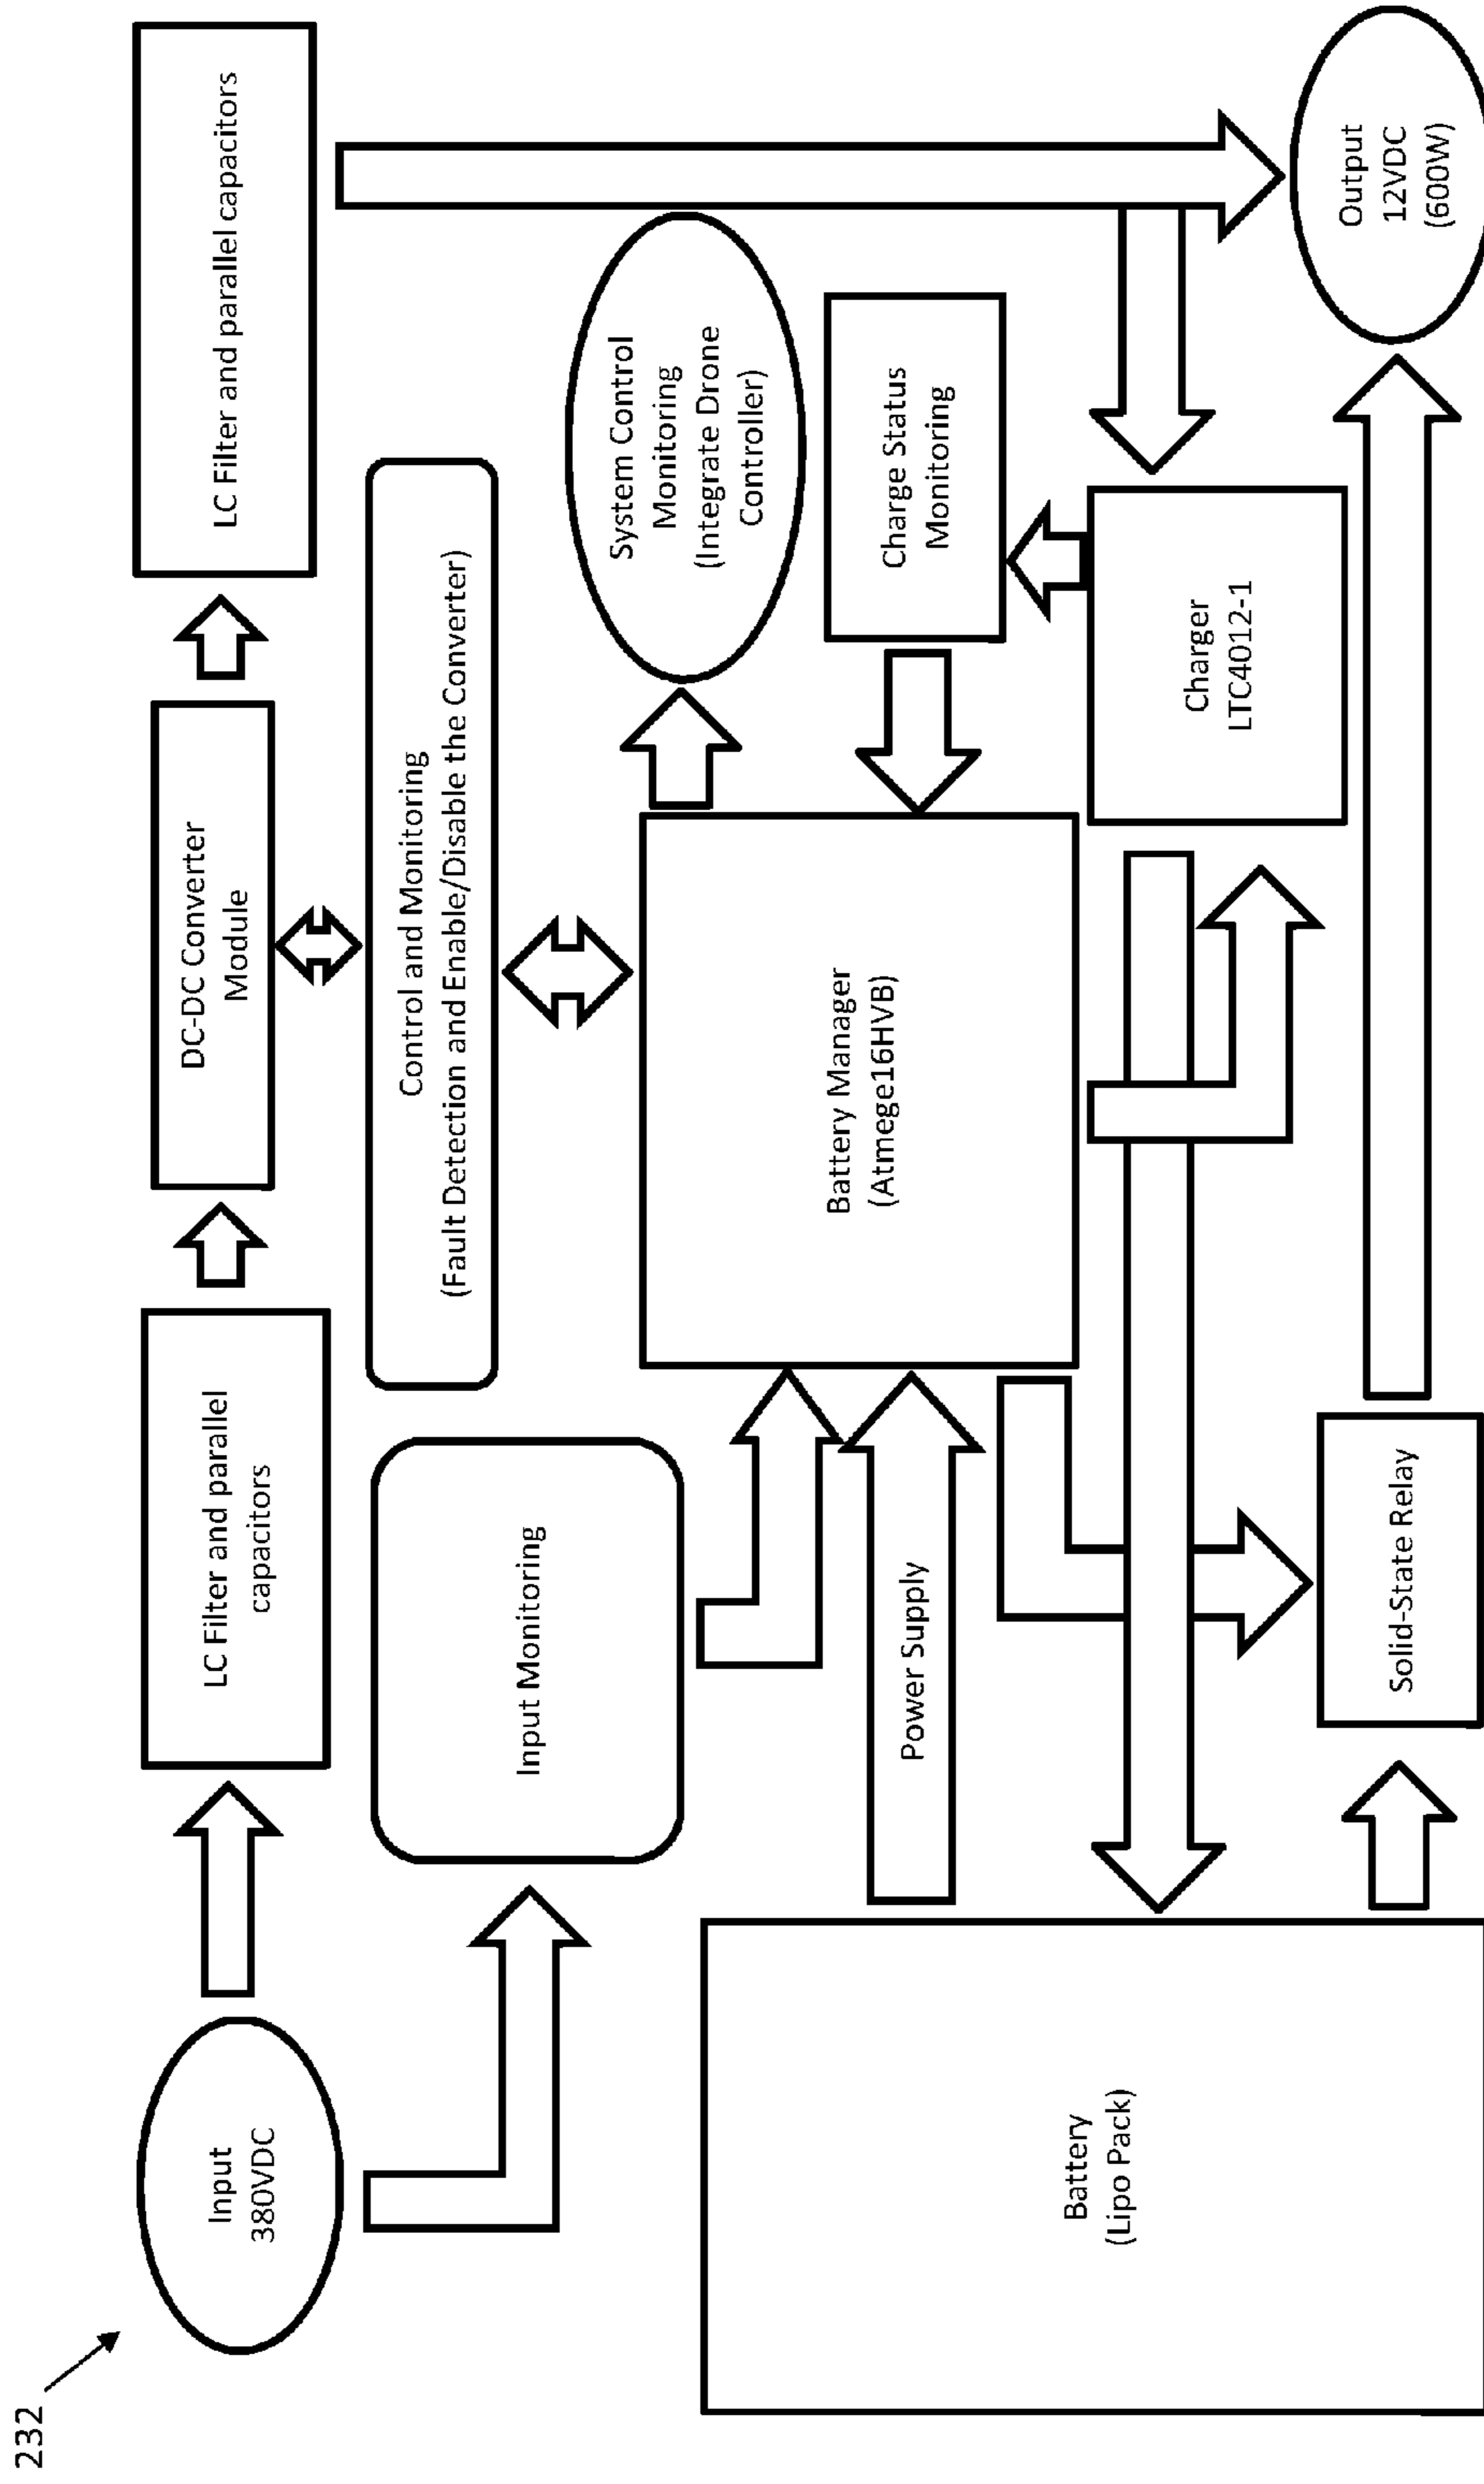 232
Input
380VDC
LC Filter and parallel
capacitors
DC-DC Converter
Module
LC Filter and parallel capacitors
Input Monitoring
Control and Monitoring
(Fault Detection and Enable/Disable the Converter)
System Control
Monitoring
(Integrate Drone
Controller)
Battery
(Lipo Pack)
Power Supply
Battery Manager
(Atmege16HVB)
Charge Status
Monitoring
Charger
LTC4012-1
Solid-State Relay
Output
12VDC
(600W)